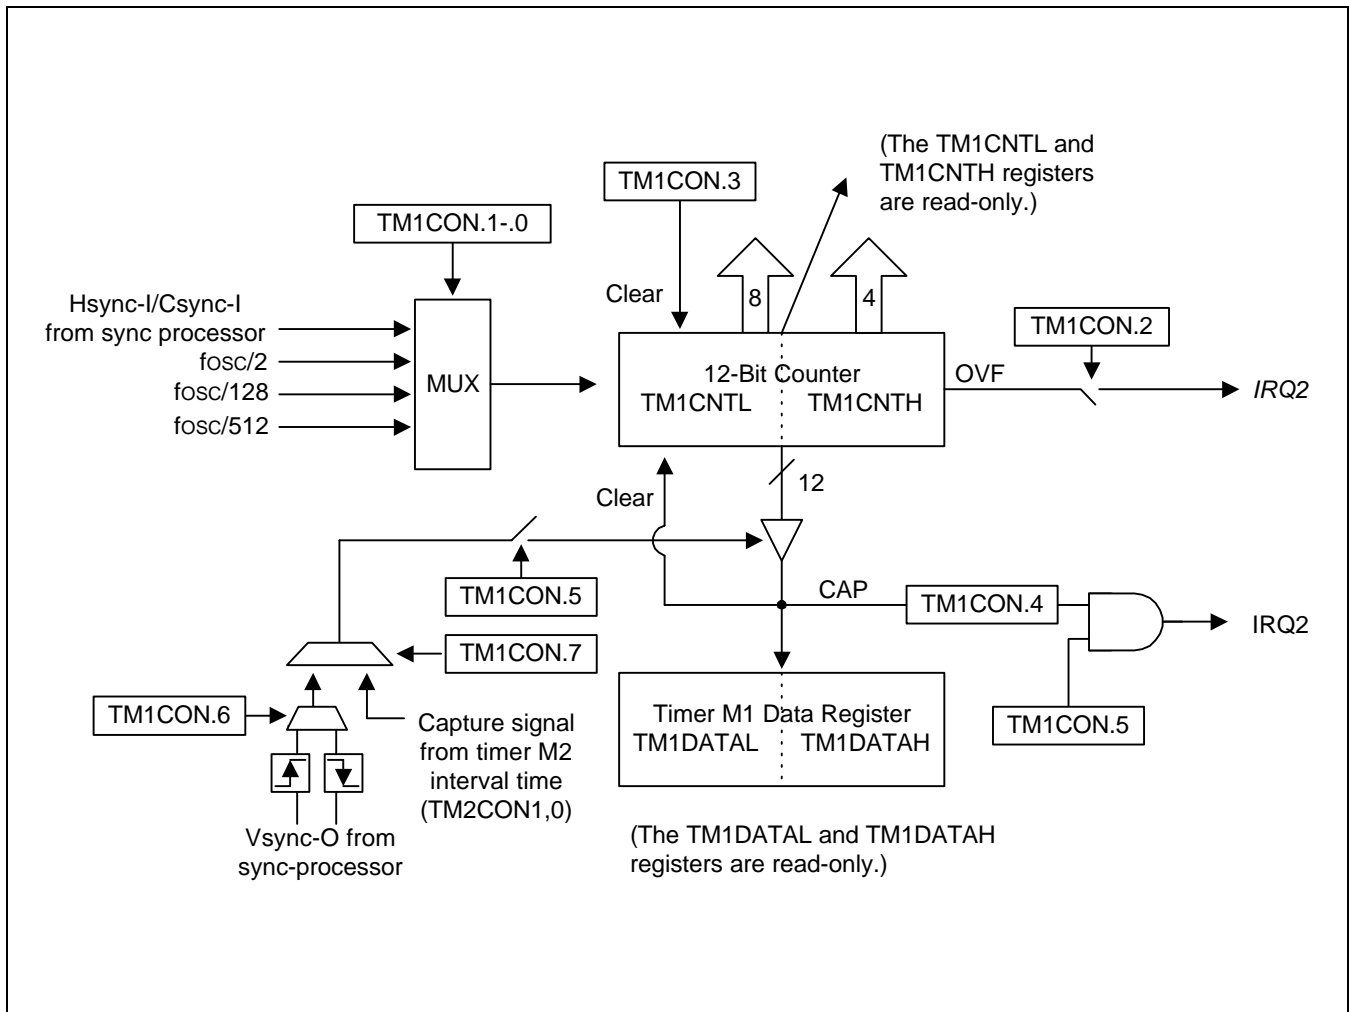 (The TM1CNTL and
TM1CNTH registers
are read-only.)
TM1CON.3
TM1CON.1-.0
Clear
8
4
Hsync-I/Csync-I
from sync processor
fosc/2
fosc/128
fosc/512
MUX
TM1CON.2
12-Bit Counter
TM1CNTL TM1CNTH
OVF
IRQ2
12
Clear
TM1CON.5
CAP
TM1CON.4
IRQ2
TM1CON.7
TM1CON.6
Capture signal
from timer M2
interval time
(TM2CON1,0)
Timer M1 Data Register
TM1DATAL TM1DATAH
TM1CON.5
Vsync-O from
sync-processor
(The TM1DATAL and TM1DATAH
registers are read-only.)